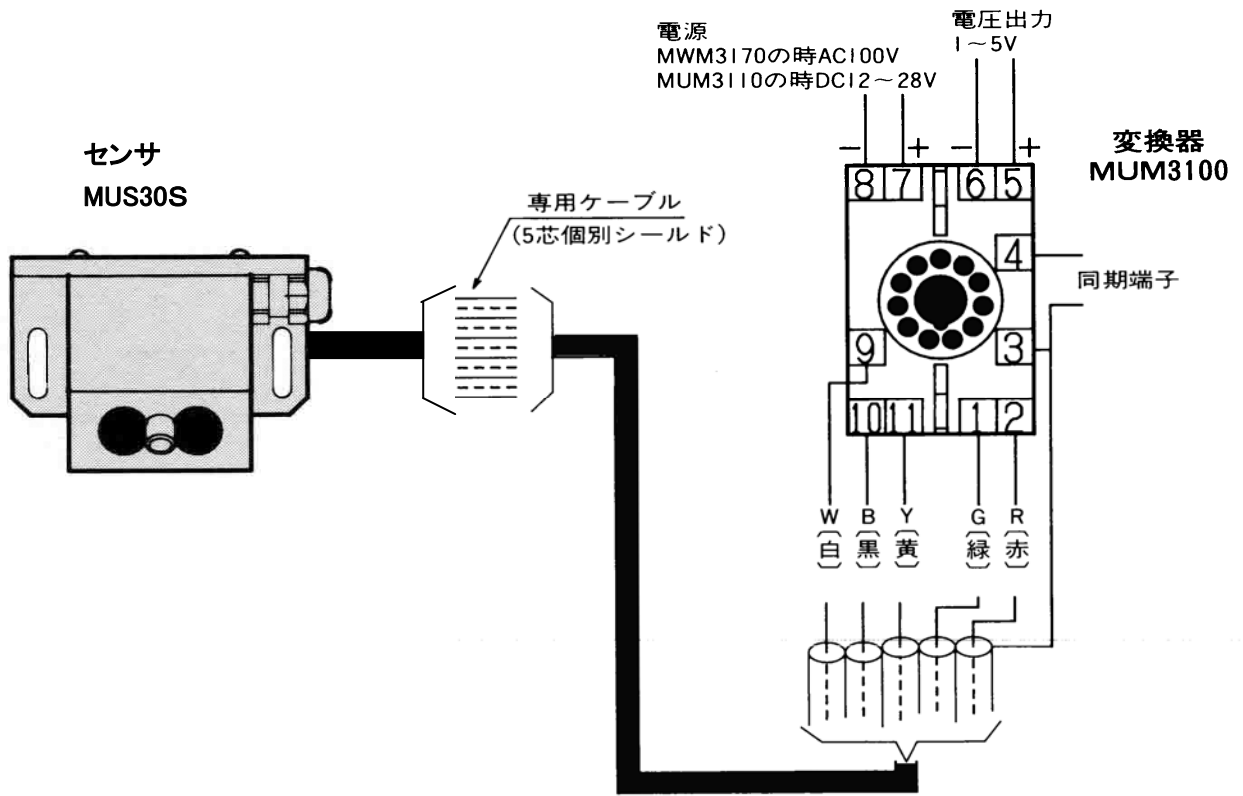 電源
MWM3170の時AC100V
MUM3110の時DC12～28V
電圧出力
1～5V
センサ
MUS30S
専用ケーブル
(5芯個別シールド)
変換器
MUM3100
－ ＋ － ＋
8 7 6 5
4
同期端子
9 3
10 11 1 2
W B Y G R
(白) (黒) (黄) (緑) (赤)